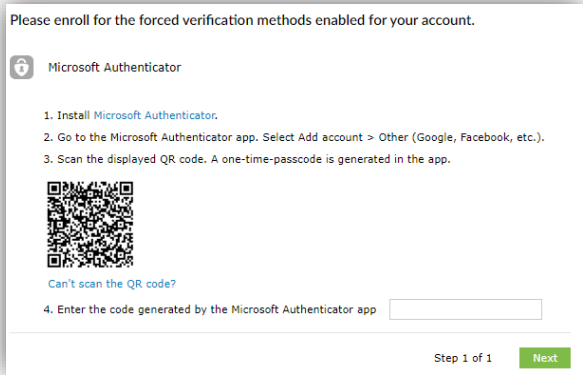 Please enroll for the forced verification methods enabled for your account.
Microsoft Authenticator
1. Install Microsoft Authenticator.
2. Go to the Microsoft Authenticator app. Select Add account > Other (Google, Facebook, etc.).
3. Scan the displayed QR code. A one-time-passcode is generated in the app.
Can't scan the QR code?
4. Enter the code generated by the Microsoft Authenticator app
Step 1 of 1
Next